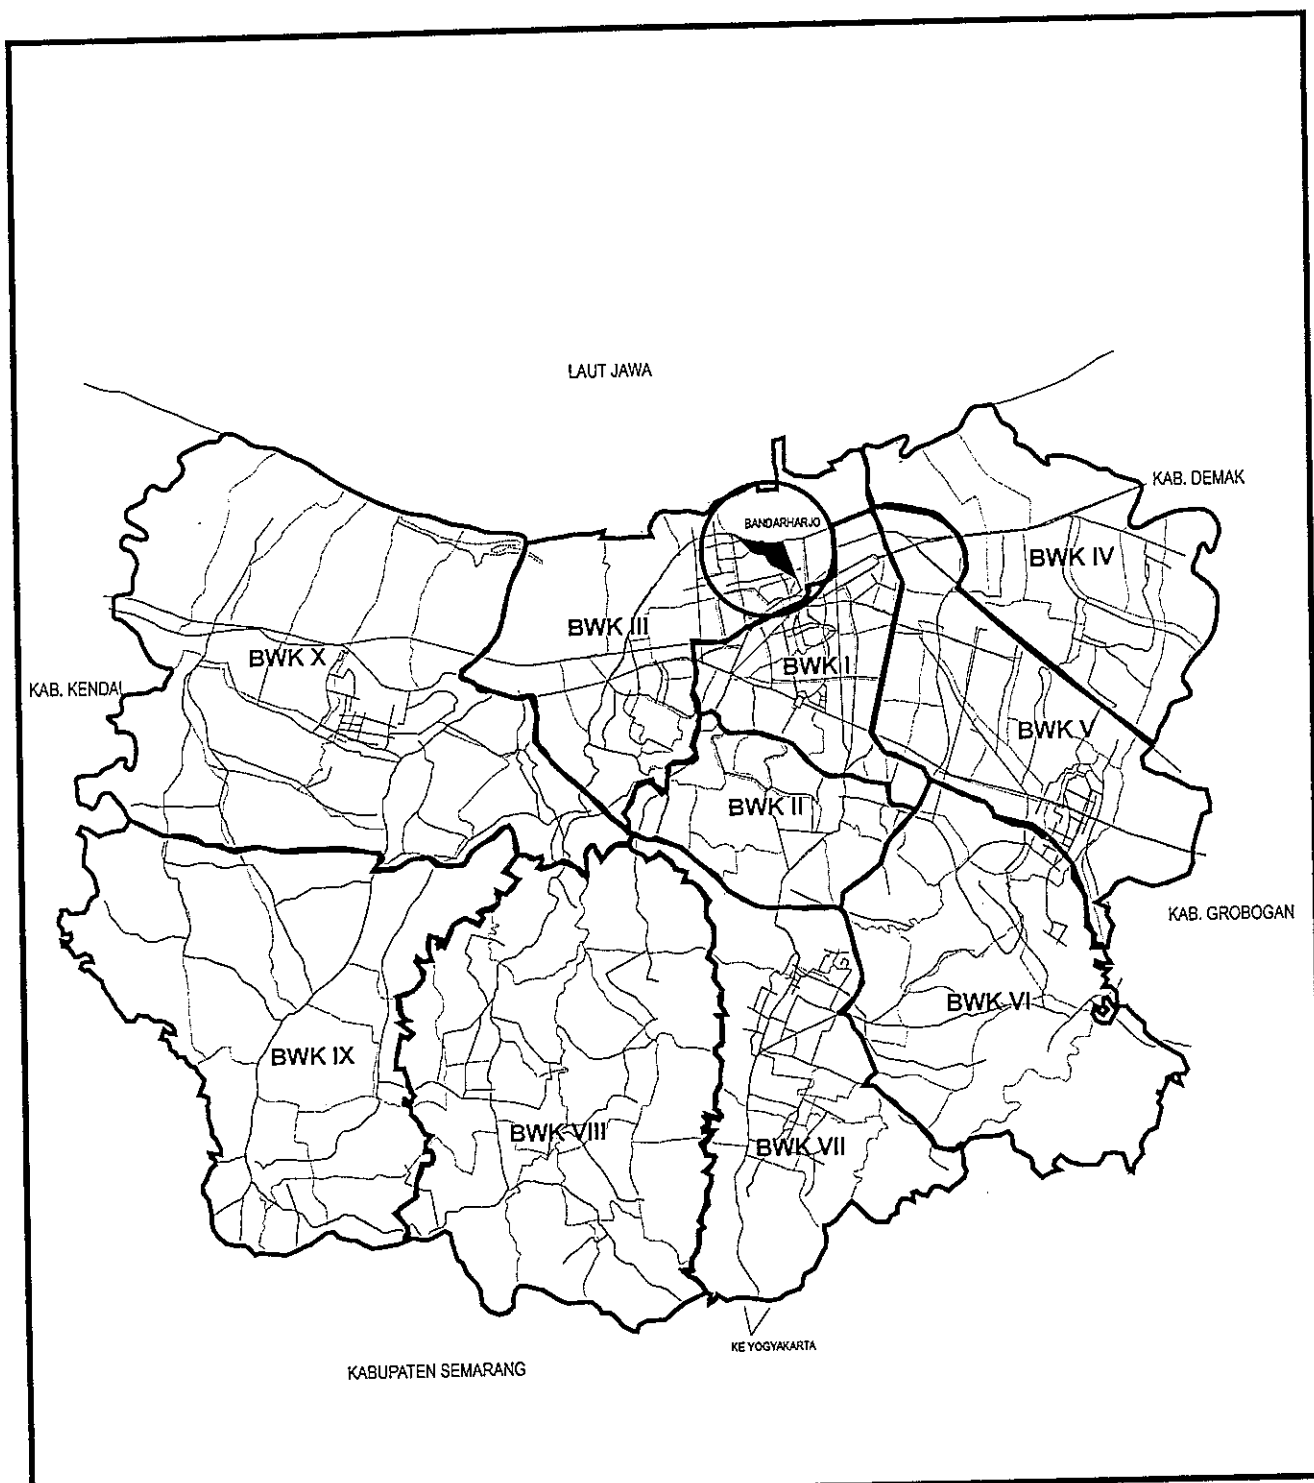 LAUT JAWA
KAB. DEMAK
BANDARHARJO
BWK IV
BWK III
BWK X
BWK I
KAB. KENDAL
BWK V
BWK II
KAB. GROBOGAN
BWK VI
BWK IX
BWK VIII
BWK VII
KE YOGYAKARTA
KABUPATEN SEMARANG